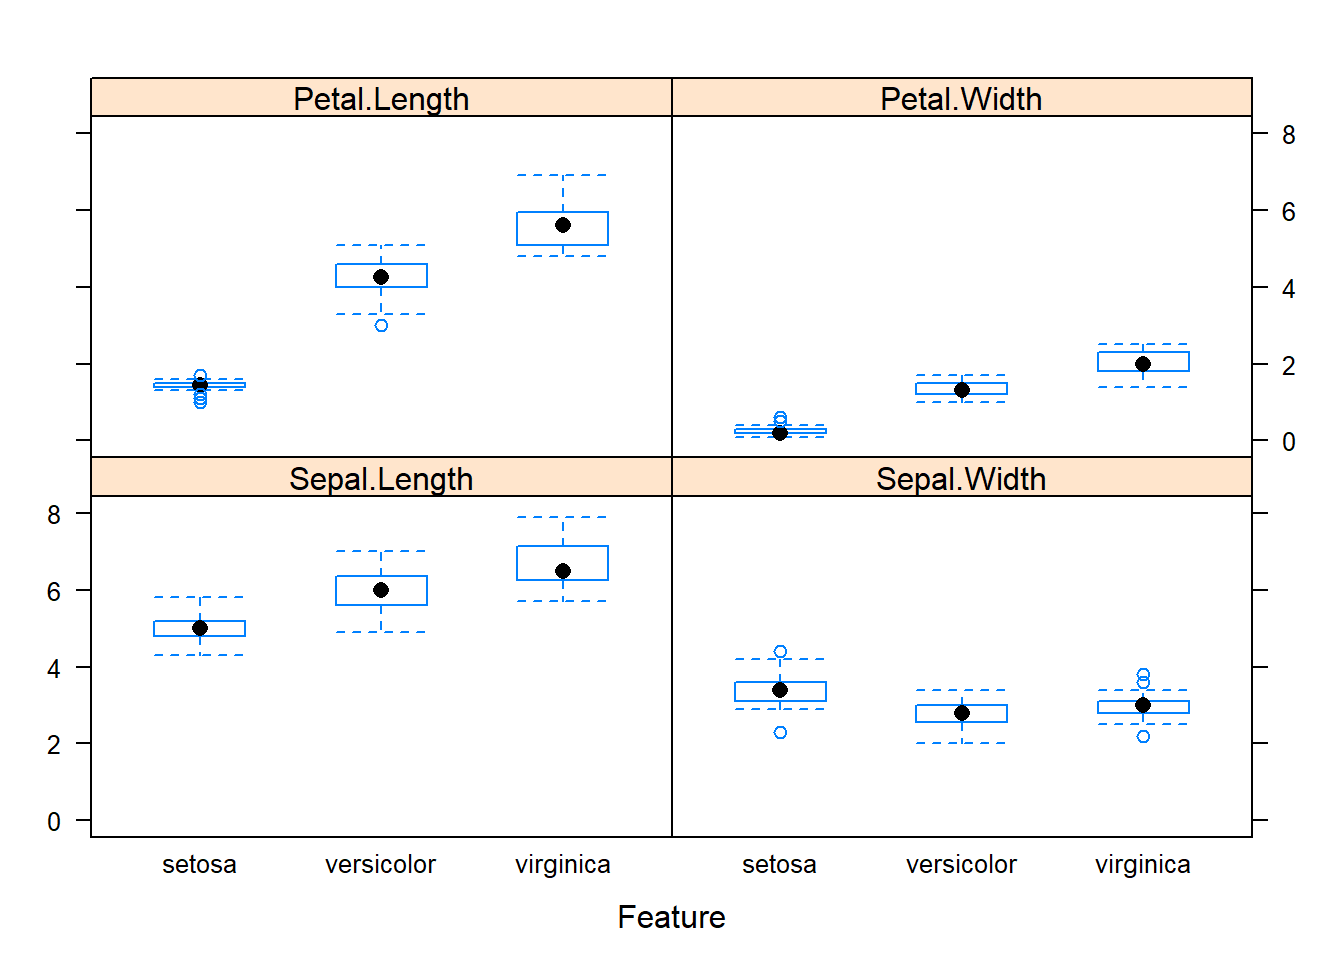 Petal.Length
Petal.Width
8
6
4
2
0
Sepal.Length
Sepal.Width
8
6
4
2
0
setosa versicolor virginica
setosa versicolor virginica
Feature